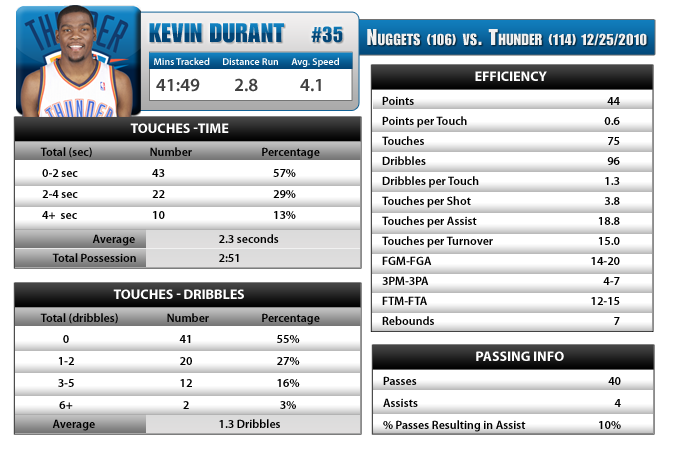 THUNDER
KEVIN DURANT #35
Mins Tracked Distance Run Avg. Speed
41:49 2.8 4.1
THUNDER
NUGGETS (106) VS. THUNDER (114) 12/25/2010
TOUCHES -TIME
Total (sec) Number Percentage
0-2 sec 43 57%
2-4 sec 22 29%
4+ sec 10 13%
Average 2.3 seconds
Total Possession 2:51
TOUCHES - DRIBBLES
Total (dribbles) Number Percentage
0 41 55%
1-2 20 27%
3-5 12 16%
6+ 2 3%
Average 1.3 Dribbles
EFFICIENCY
Points 44
Points per Touch 0.6
Touches 75
Dribbles 96
Dribbles per Touch 1.3
Touches per Shot 3.8
Touches per Assist 18.8
Touches per Turnover 15.0
FGM-FGA 14-20
3PM-3PA 4-7
FTM-FTA 12-15
Rebounds 7
PASSING INFO
Passes 40
Assists 4
% Passes Resulting in Assist 10%